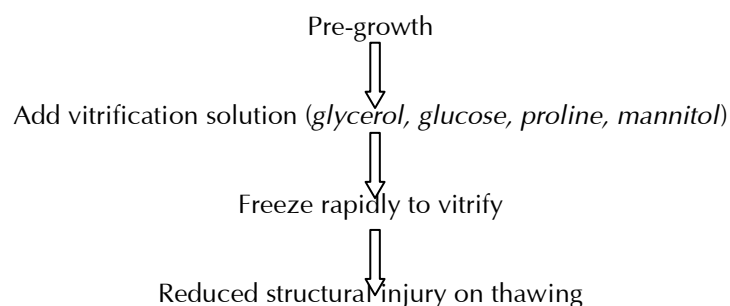 Pre-growth
Add vitrification solution (glycerol, glucose, proline, mannitol)
Freeze rapidly to vitrify
Reduced structural injury on thawing